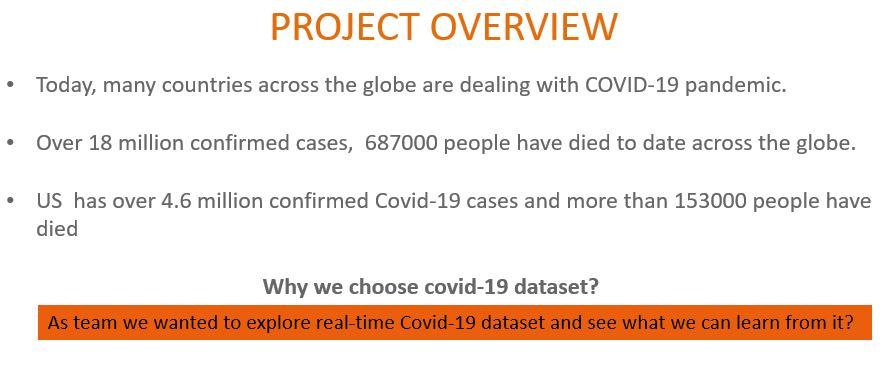 PROJECT OVERVIEW
• Today, many countries across the globe are dealing with COVID-19 pandemic.
• Over 18 million confirmed cases,  687000 people have died to date across the globe.
• US  has over 4.6 million confirmed Covid-19 cases and more than 153000 people have
died
Why we choose covid-19 dataset?
As team we wanted to explore real-time Covid-19 dataset and see what we can learn from it?